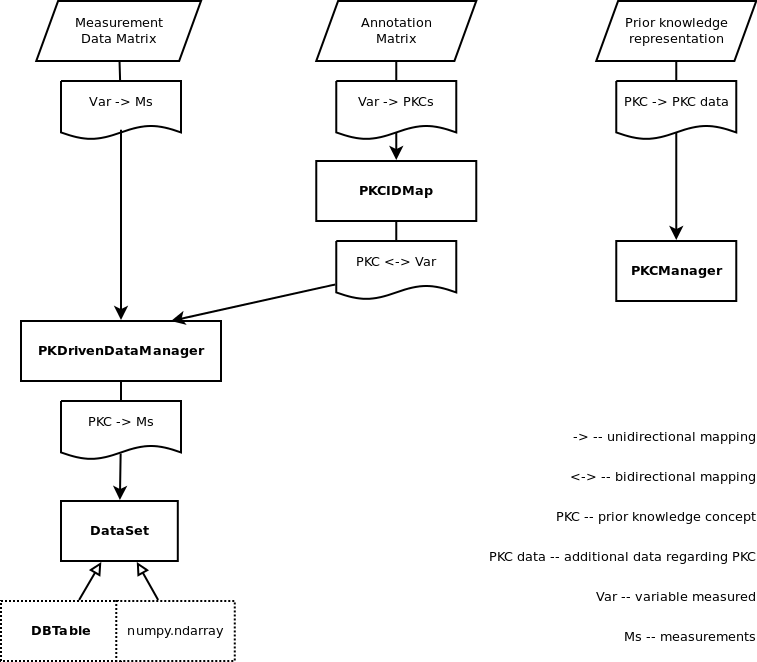 Measurement
Data Matrix
Annotation
Matrix
Prior knowledge
representation
Var -> Ms
Var -> PKCs
PKC -> PKC data
PKCIDMap
PKC <-> Var
PKCManager
PKDrivenDataManager
PKC -> Ms
DataSet
DBTable
numpy.ndarray
-> -- unidirectional mapping
<-> -- bidirectional mapping
PKC -- prior knowledge concept
PKC data -- additional data regarding PKC
Var -- variable measured
Ms -- measurements